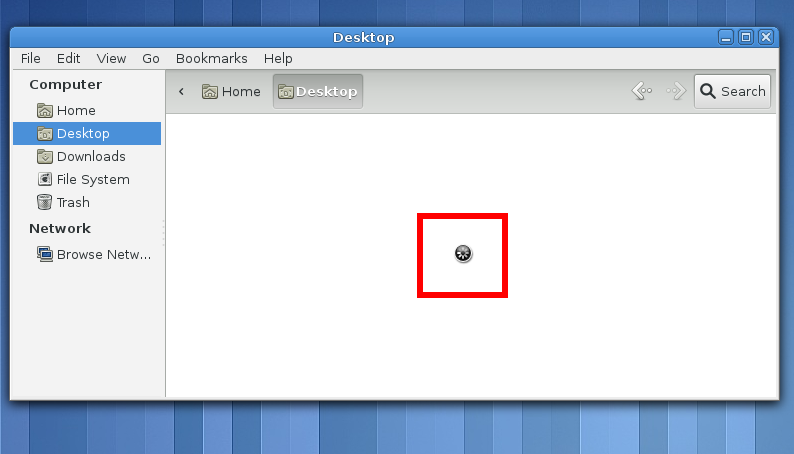 Desktop
File Edit View Go Bookmarks Help
Computer
Home
Desktop
Downloads
File System
Trash
Network
Browse Netw...
Home Desktop Search